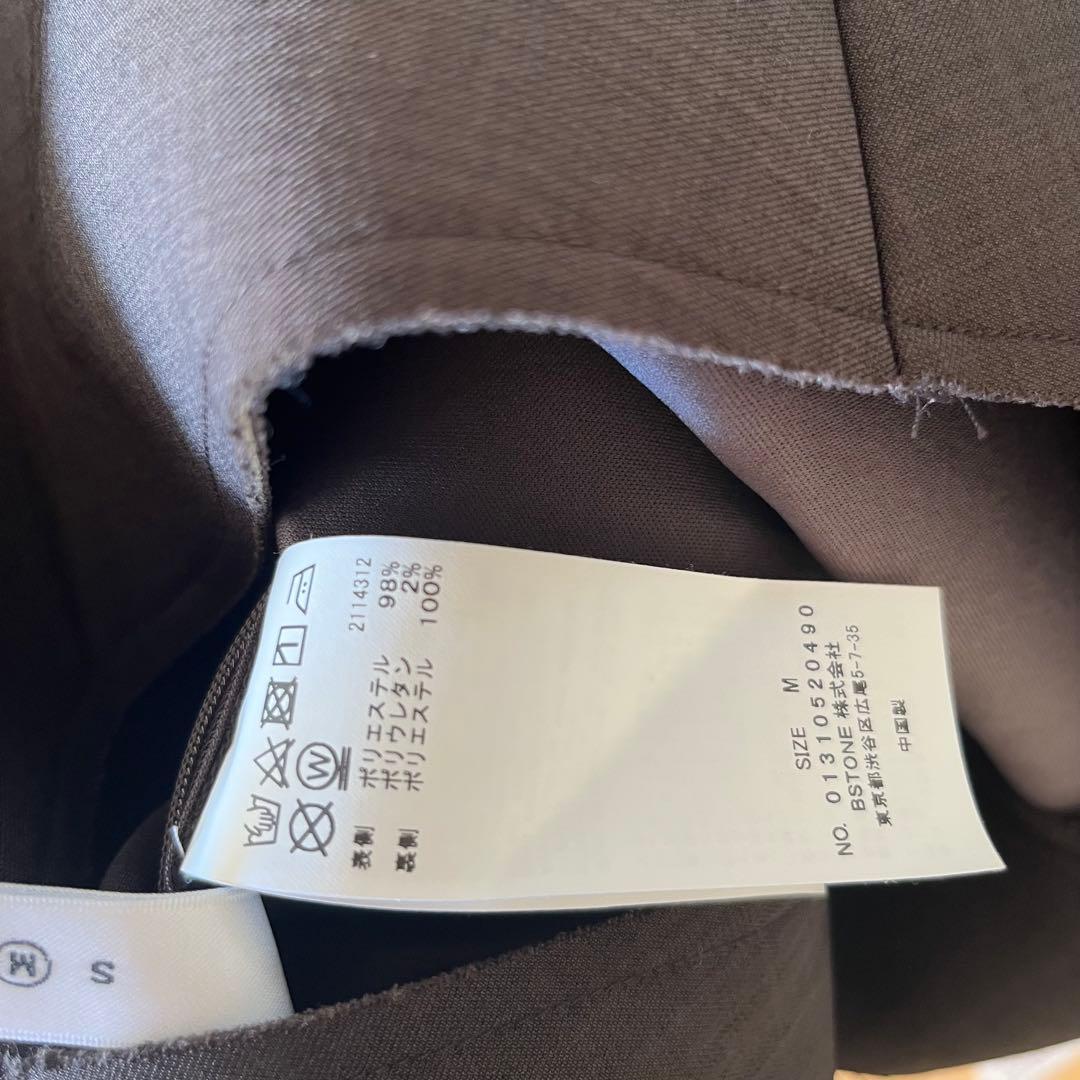 2114312
表側 ポリエステル 98%
ポリウレタン 2%
裏側 ポリエステル 100%
W
SIZE M
NO. 013105204​90
BSTONE 株式会社
東京都渋谷区広尾5-7-35
中国製
S
M